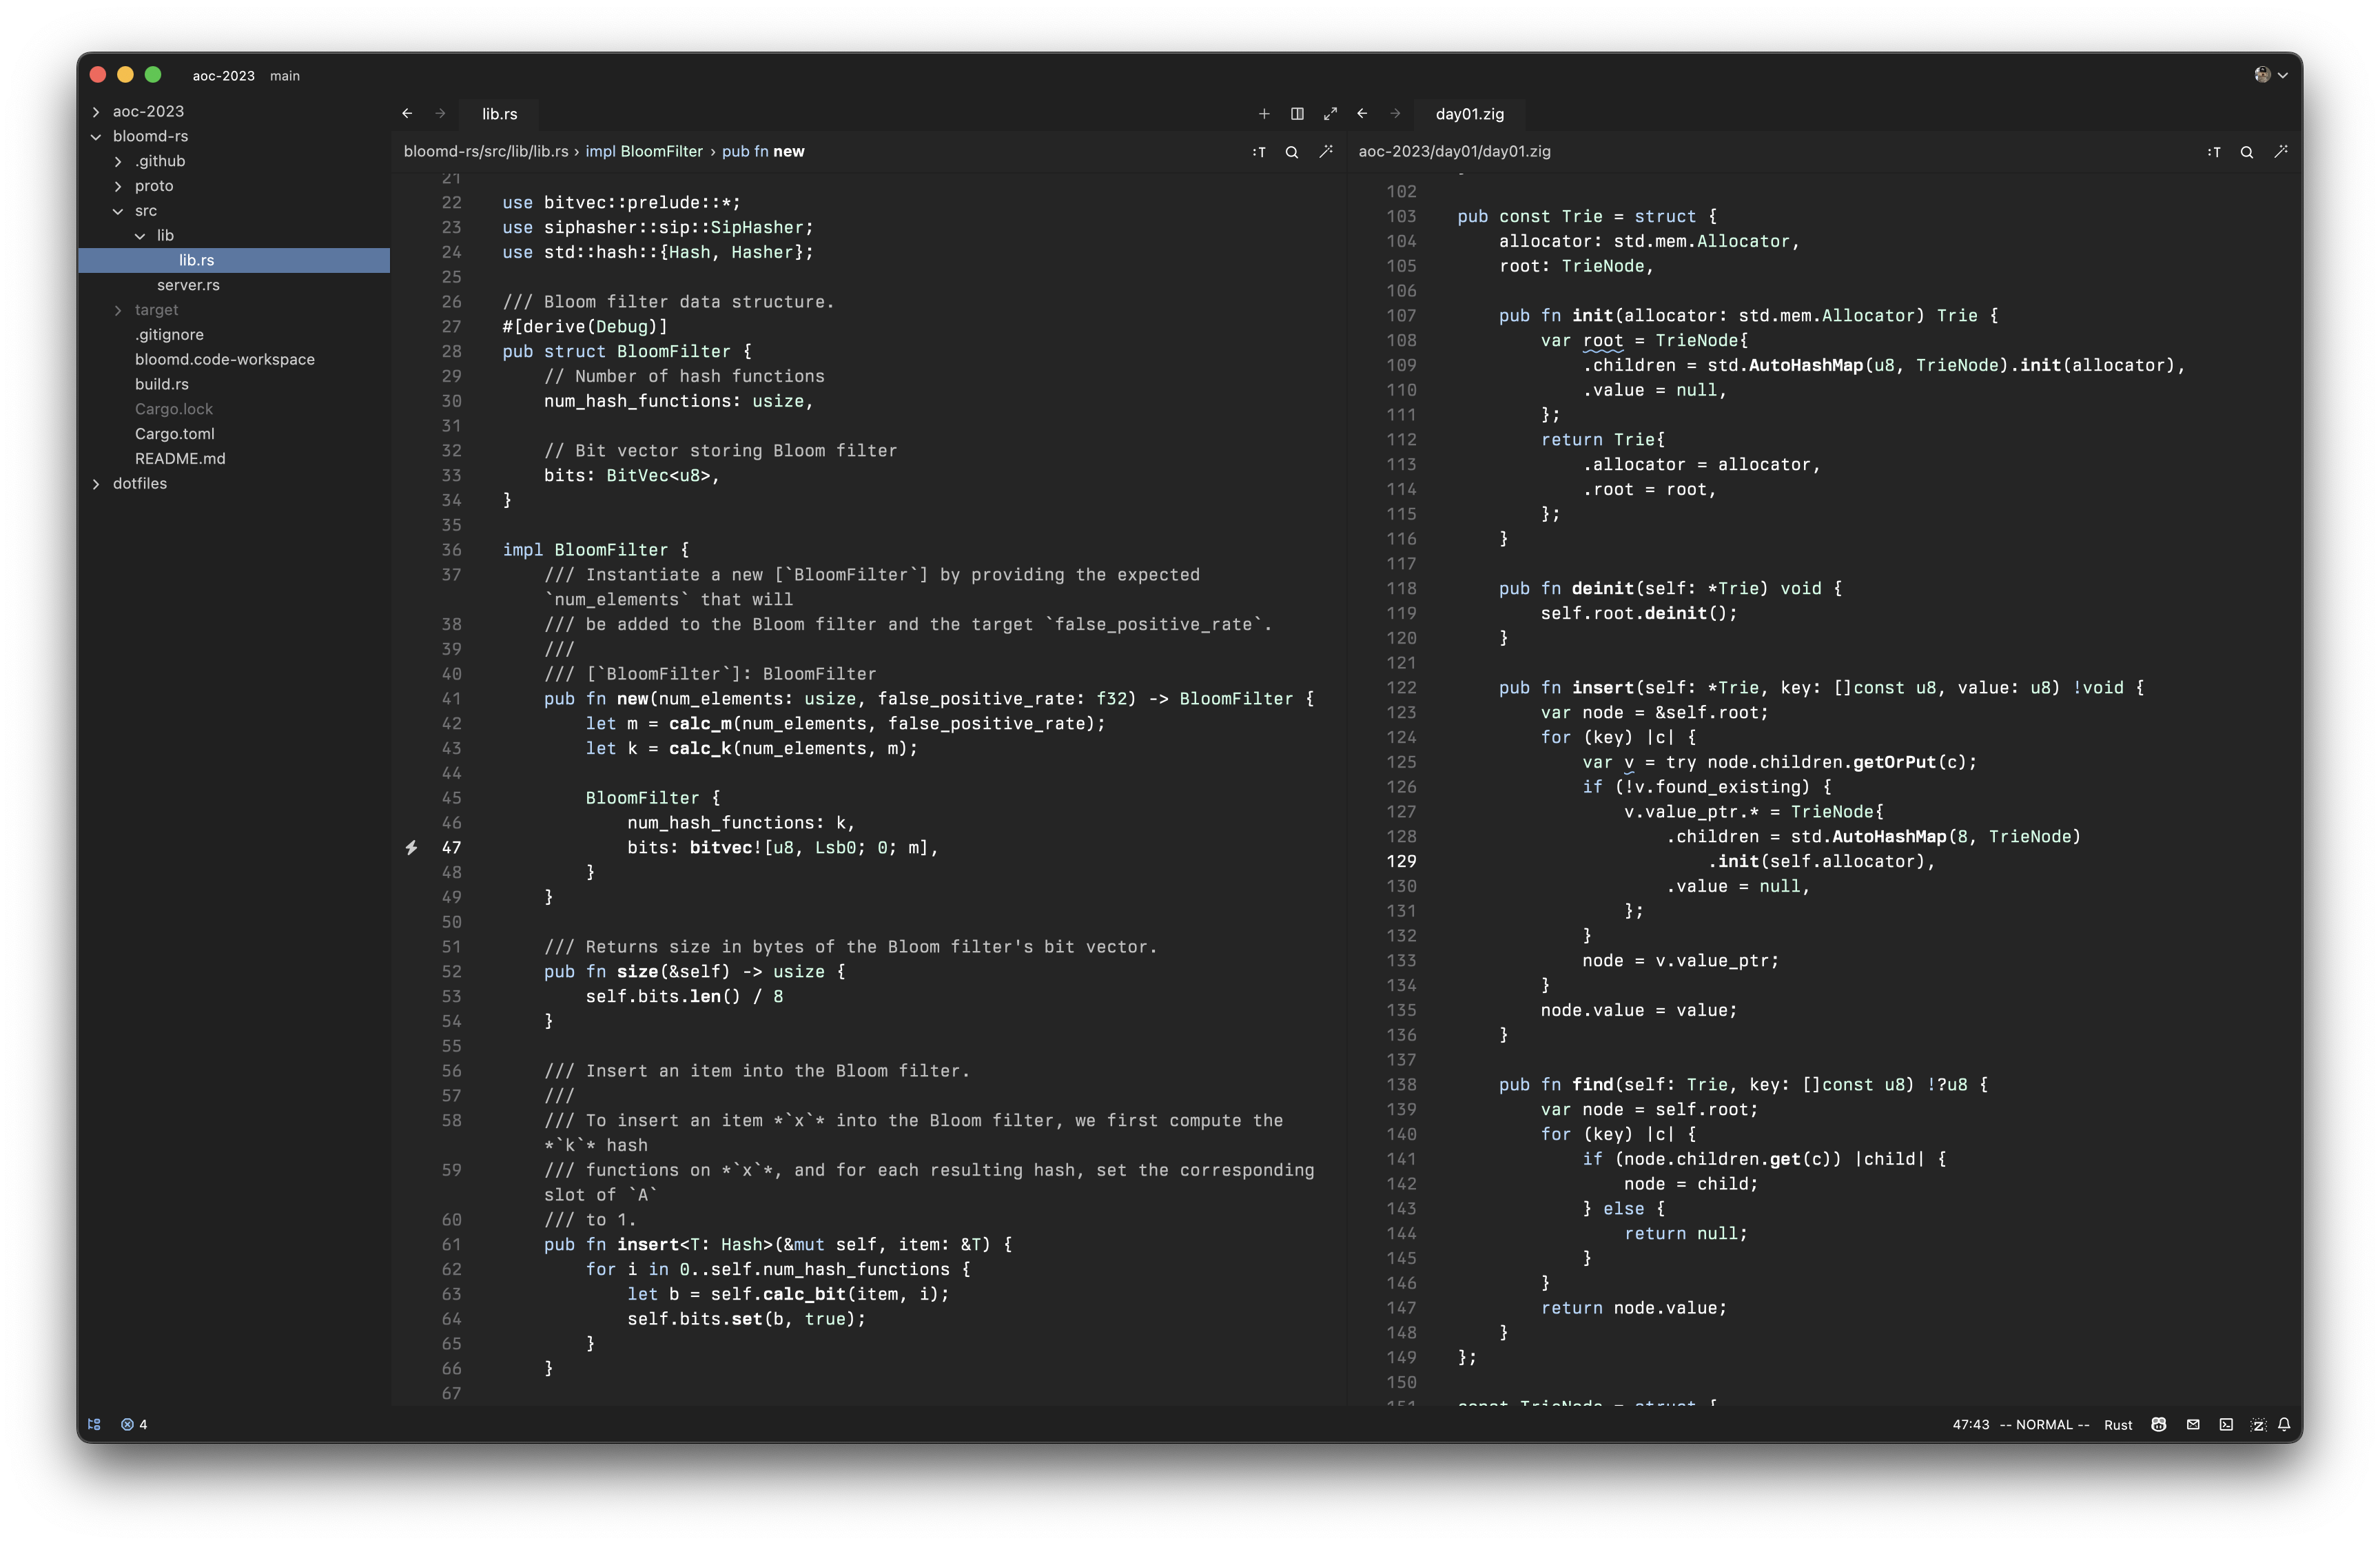 aoc-2023 main
aoc-2023
bloomd-rs
.github
proto
src
lib
lib.rs
server.rs
target
.gitignore
bloomd.code-workspace
build.rs
Cargo.lock
Cargo.toml
README.md
dotfiles
lib.rs
bloomd-rs/src/lib/lib.rs › impl BloomFilter › pub fn new
:T
21
22 use bitvec::prelude::*;
23 use siphasher::sip::SipHasher;
24 use std::hash::{Hash, Hasher};
25
26 /// Bloom filter data structure.
27 #[derive(Debug)]
28 pub struct BloomFilter {
29 // Number of hash functions
30 num_hash_functions: usize,
31
32 // Bit vector storing Bloom filter
33 bits: BitVec<u8>,
34 }
35
36 impl BloomFilter {
37 /// Instantiate a new [`BloomFilter`] by providing the expected
`num_elements` that will
38 /// be added to the Bloom filter and the target `false_positive_rate`.
39 ///
40 /// [`BloomFilter`]: BloomFilter
41 pub fn new(num_elements: usize, false_positive_rate: f32) -> BloomFilter {
42 let m = calc_m(num_elements, false_positive_rate);
43 let k = calc_k(num_elements, m);
44
45 BloomFilter {
46 num_hash_functions: k,
47 bits: bitvec![u8, Lsb0; 0; m],
48 }
49 }
50
51 /// Returns size in bytes of the Bloom filter's bit vector.
52 pub fn size(&self) -> usize {
53 self.bits.len() / 8
54 }
55
56 /// Insert an item into the Bloom filter.
57 ///
58 /// To insert an item *`x`* into the Bloom filter, we first compute the
*`k`* hash
59 /// functions on *`x`*, and for each resulting hash, set the corresponding
slot of `A`
60 /// to 1.
61 pub fn insert<T: Hash>(&mut self, item: &T) {
62 for i in 0..self.num_hash_functions {
63 let b = self.calc_bit(item, i);
64 self.bits.set(b, true);
65 }
66 }
67
day01.zig
aoc-2023/day01/day01.zig
:T
102
103 pub const Trie = struct {
104 allocator: std.mem.Allocator,
105 root: TrieNode,
106
107 pub fn init(allocator: std.mem.Allocator) Trie {
108 var root = TrieNode{
109 .children = std.AutoHashMap(u8, TrieNode).init(allocator),
110 .value = null,
111 };
112 return Trie{
113 .allocator = allocator,
114 .root = root,
115 };
116 }
117
118 pub fn deinit(self: *Trie) void {
119 self.root.deinit();
120 }
121
122 pub fn insert(self: *Trie, key: []const u8, value: u8) !void {
123 var node = &self.root;
124 for (key) |c| {
125 var v = try node.children.getOrPut(c);
126 if (!v.found_existing) {
127 v.value_ptr.* = TrieNode{
128 .children = std.AutoHashMap(8, TrieNode)
129 .init(self.allocator),
130 .value = null,
131 };
132 }
133 node = v.value_ptr;
134 }
135 node.value = value;
136 }
137
138 pub fn find(self: Trie, key: []const u8) !?u8 {
139 var node = self.root;
140 for (key) |c| {
141 if (node.children.get(c)) |child| {
142 node = child;
143 } else {
144 return null;
145 }
146 }
147 return node.value;
148 }
149 };
150
151 const TrieNode = struct {
4
47:43 -- NORMAL -- Rust